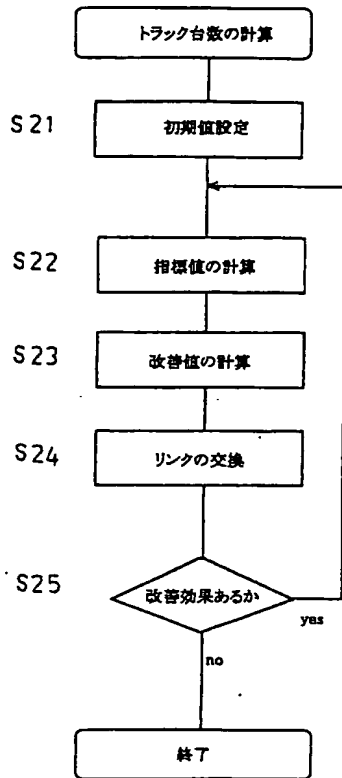 トラック台数の計算
S21
初期値設定
S22
指標値の計算
S23
改善値の計算
S24
リンクの交換
S25
改善効果あるか
yes
no
終了